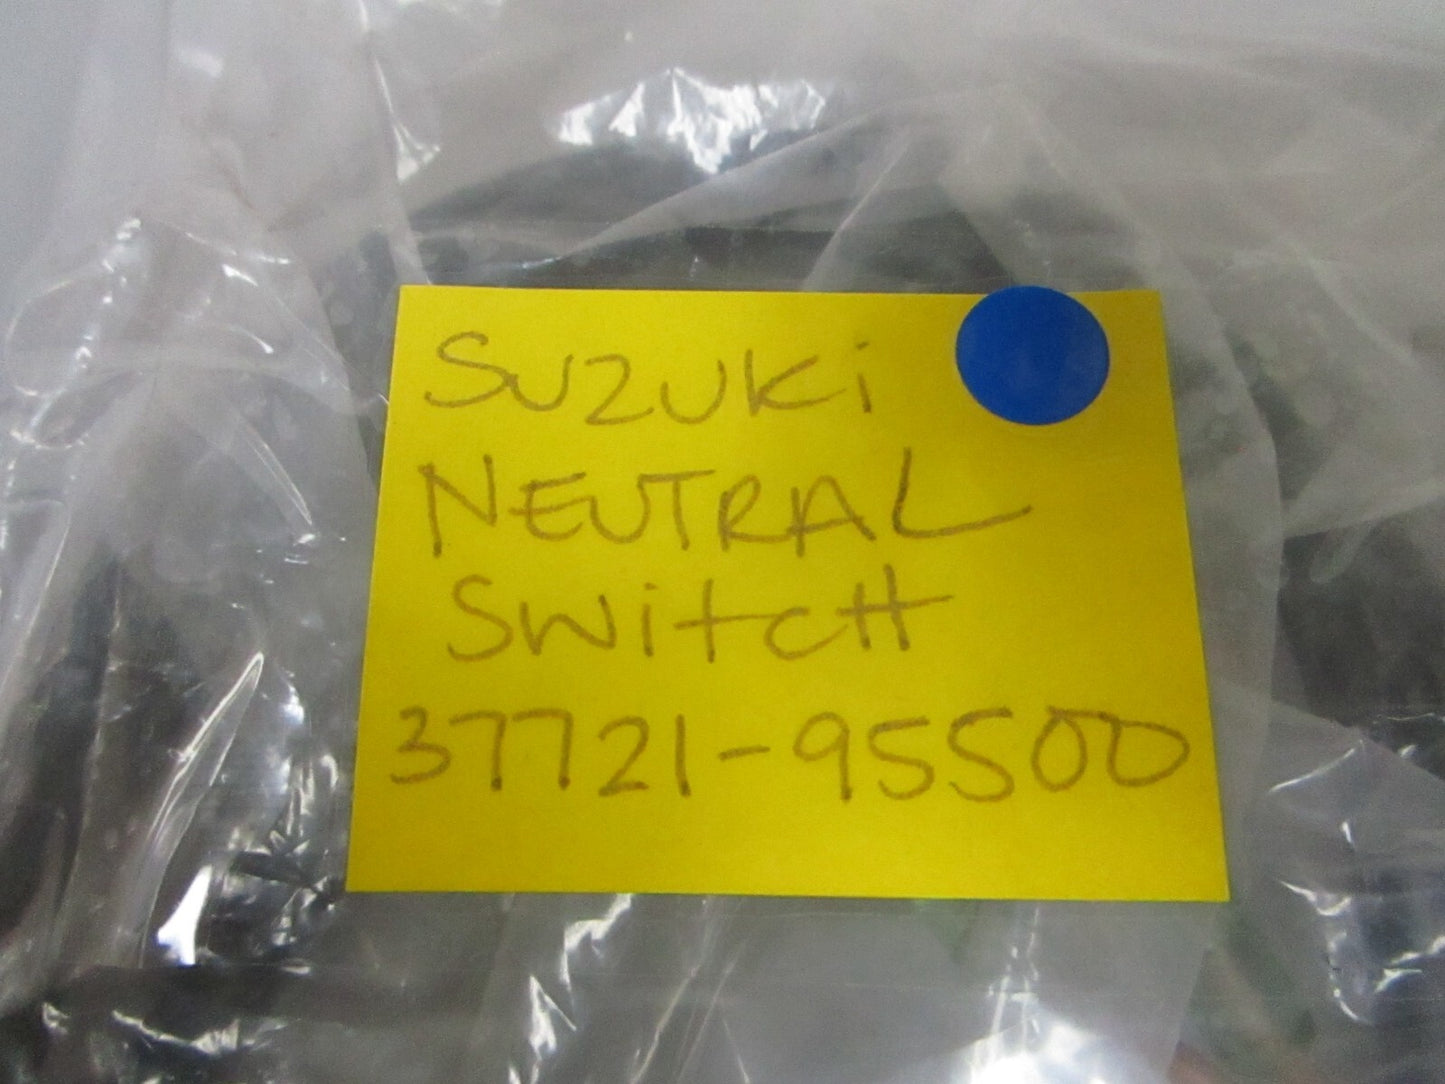 SUZUKi
NEUTRAL
SWitcH
37721-95500